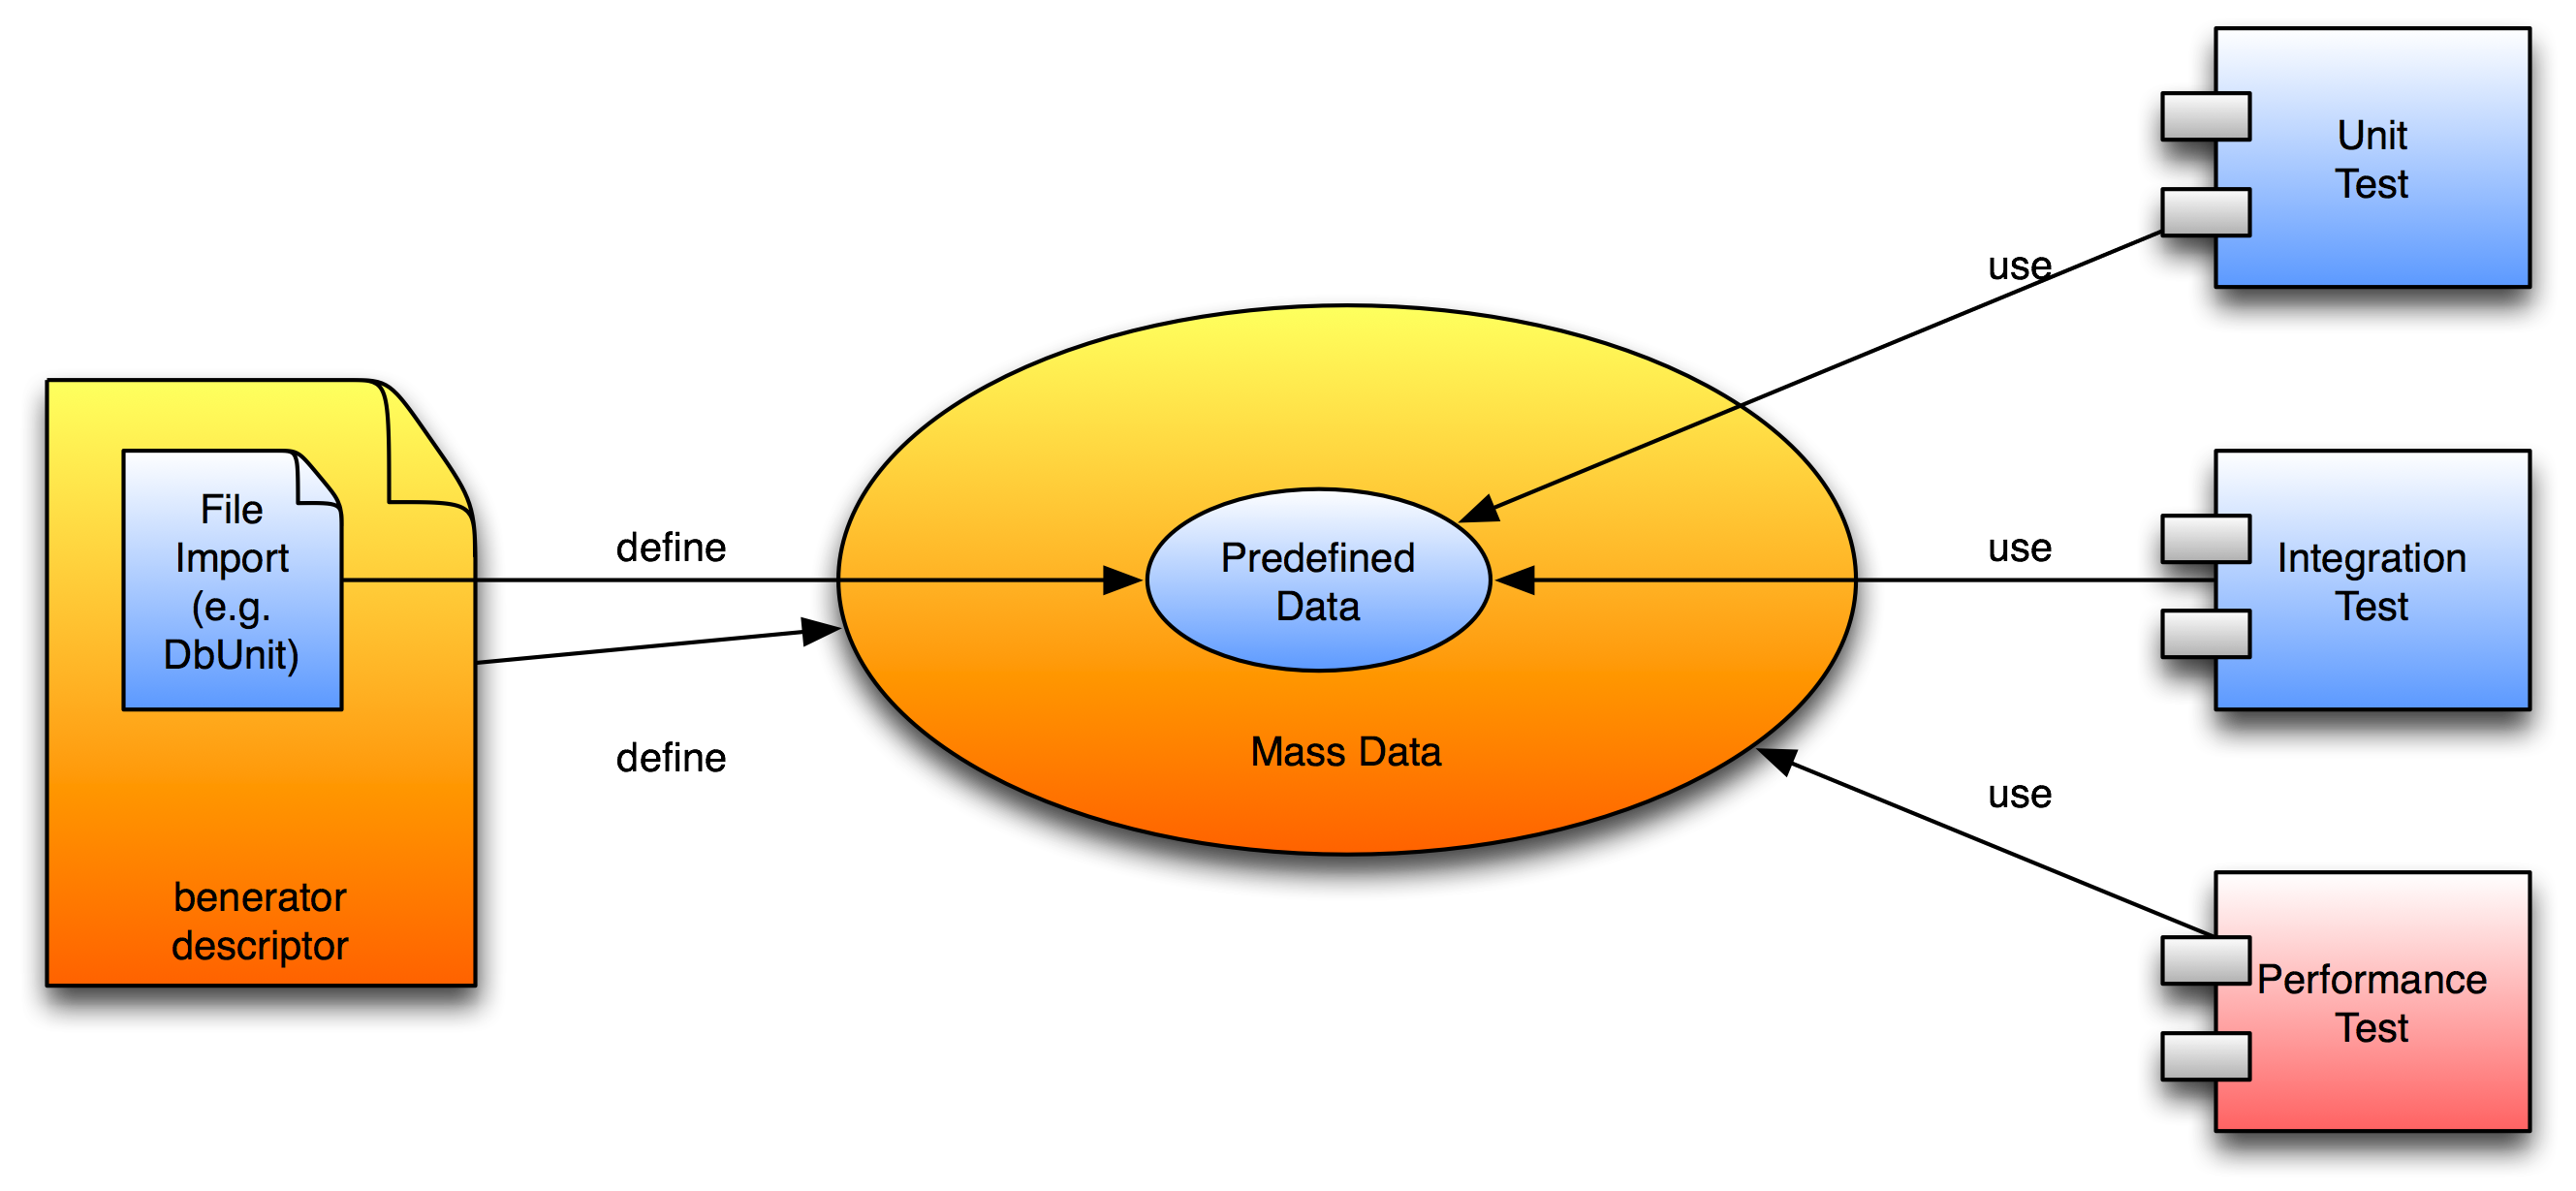 File
Import
(e.g.
DbUnit)
benerator
descriptor
define
define
Predefined
Data
Mass Data
use
use
use
Unit
Test
Integration
Test
Performance
Test